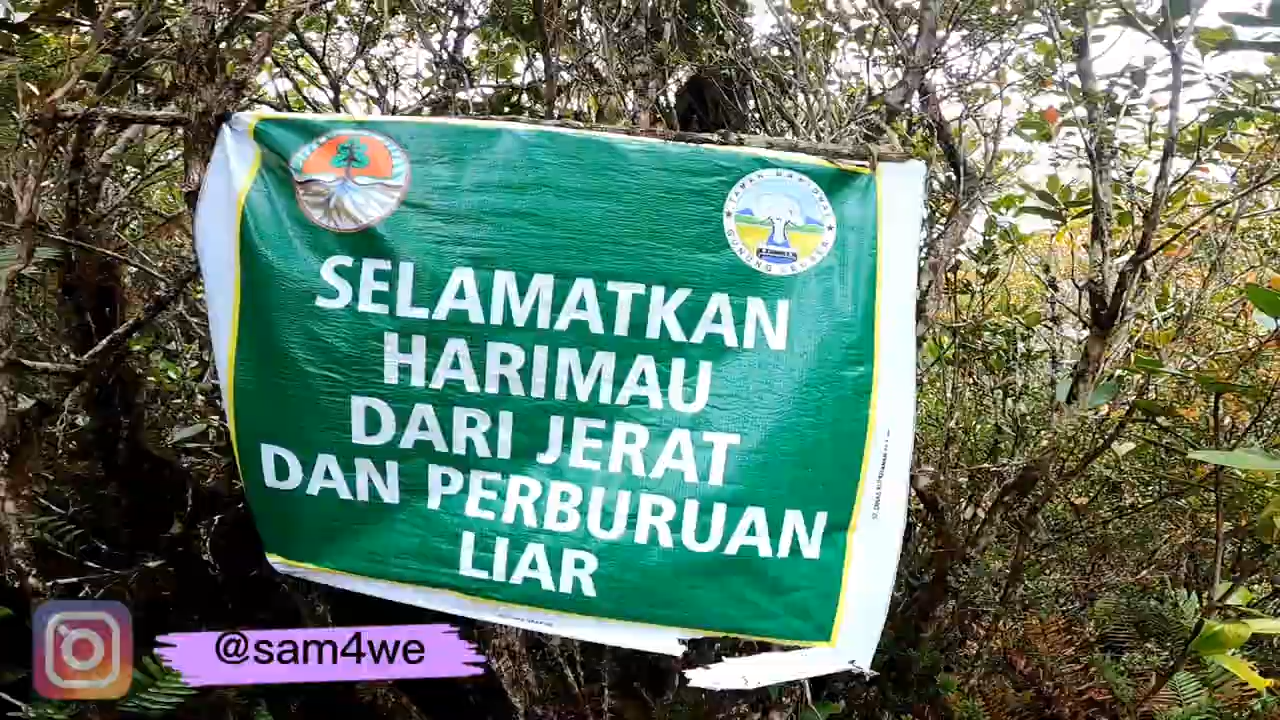 TAMAN NASIONAL
GUNUNG LEUSER
SELAMATKAN
HARIMAU
DARI JERAT
DAN PERBURUAN
LIAR
@sam4we